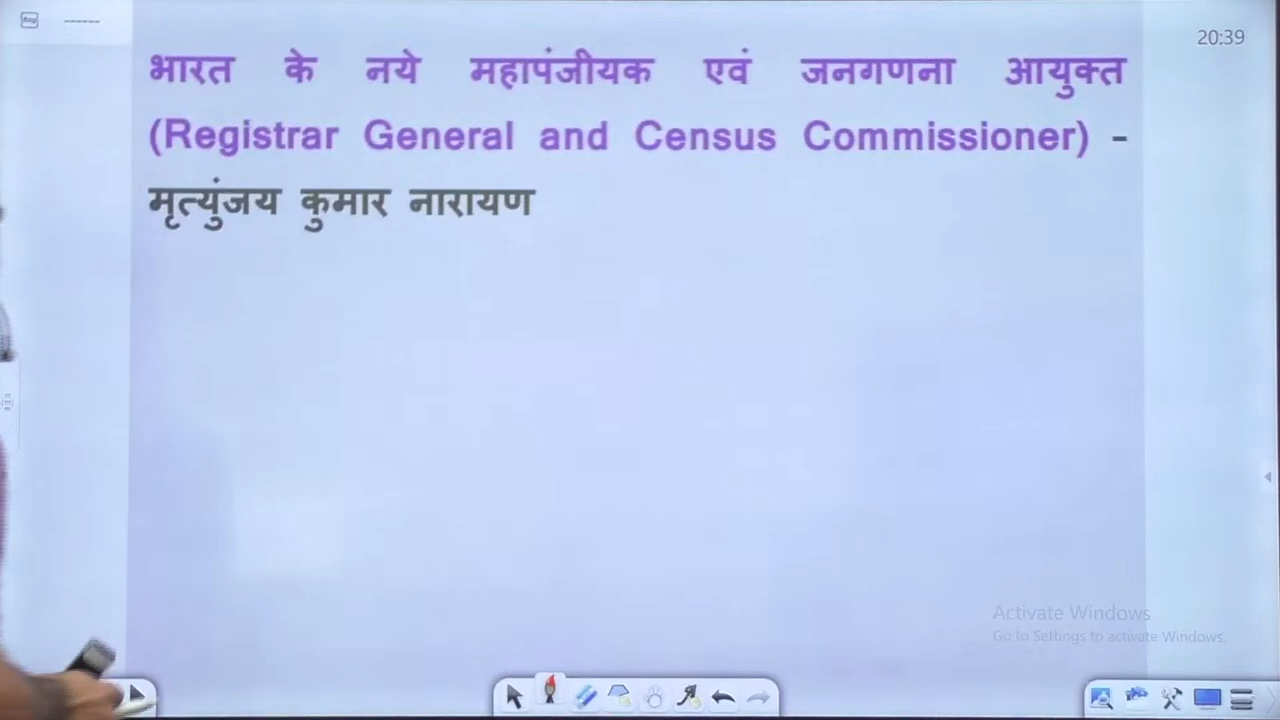 20:39
भारत के नये महापंजीयक एवं जनगणना आयुक्त
(Registrar General and Census Commissioner) -
मृत्युंजय कुमार नारायण
Activate Windows
Go to Settings to activate Windows.